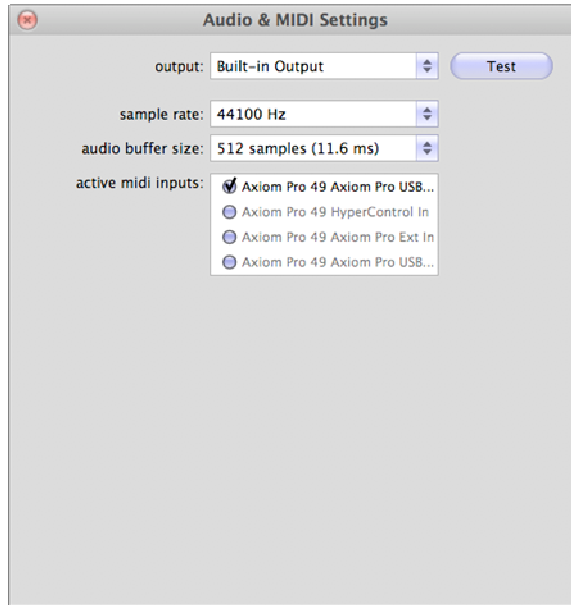 Audio & MIDI Settings
output: Built-in Output Test
sample rate: 44100 Hz
audio buffer size: 512 samples (11.6 ms)
active midi inputs: Axiom Pro 49 Axiom Pro USB...
Axiom Pro 49 HyperControl In
Axiom Pro 49 Axiom Pro Ext In
Axiom Pro 49 Axiom Pro USB...